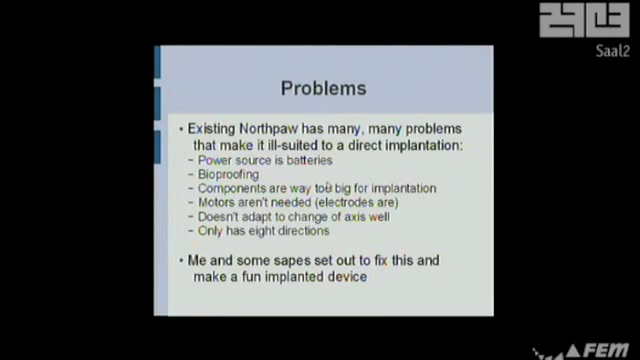 Saal2
Problems
• Existing Northpaw has many, many problems
that make it ill-suited to a direct implantation:
– Power source is batteries
– Bioproofing
– Components are way too big for implantation
– Motors aren't needed (electrodes are)
– Doesn't adapt to change of axis well
– Only has eight directions
• Me and some sapes set out to fix this and
make a fun implanted device
FEM